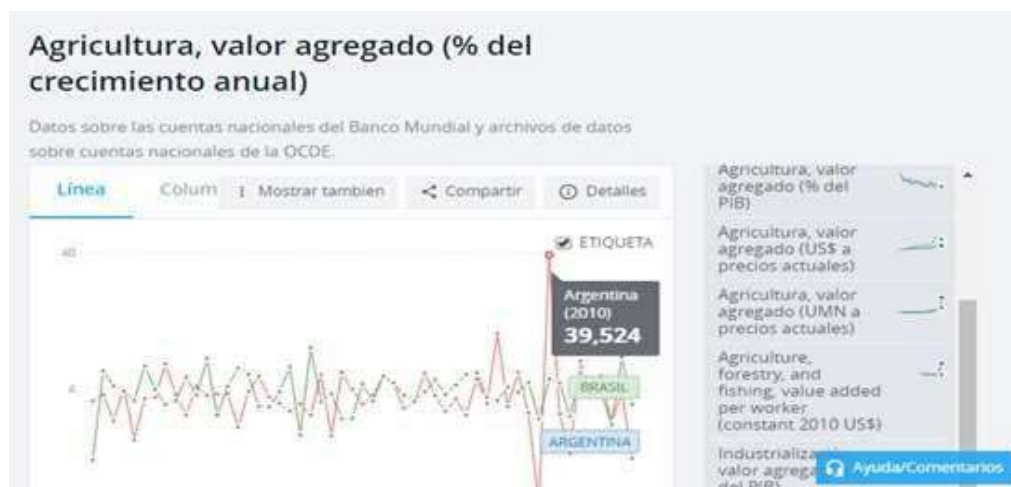 Agricultura, valor agregado (% del
crecimiento anual)
Datos sobre las cuentas nacionales del Banco Mundial y archivos de datos
sobre cuentas nacionales de la OCDE.
Línea Colum Mostrar tambien Compartir Detalles
ETIQUETA
40
Argentina
(2010)
39,524
BRASIL
ARGENTINA
Agricultura, valor
agregado (% del
PIB)
Agricultura, valor
agregado (US$ a
precios actuales)
Agricultura, valor
agregado (UMN a
precios actuales)
Agriculture,
forestry, and
fishing, value added
per worker
(constant 2010 US$)
valor
del PIB)
Ayuda/Comentarios